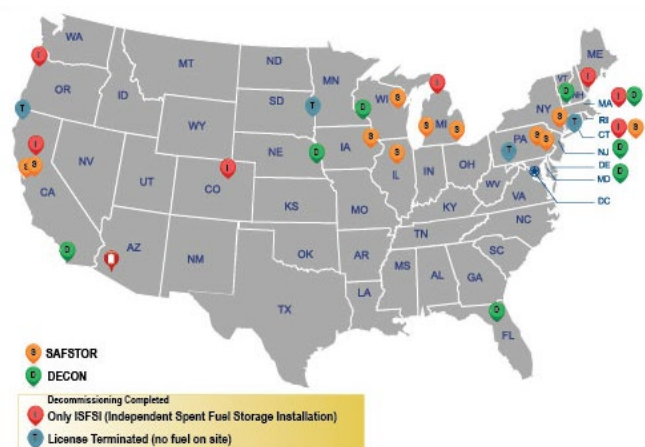 WA
MT
ND
MN
ME
OR
ID
SD
WI
VT
NH
NY
MI
MA
I D
RI
CT
I S
WY
IA
PA
NJ
D
NE
DE
NV
UT
CO
IL
IN
OH
MD
D
CA
WV
VA
DC
KS
MO
KY
NC
TN
AZ
NM
OK
AR
SC
MS
AL
GA
LA
TX
FL
S SAFSTOR
D DECON
Decommissioning Completed
I Only ISFSI (Independent Spent Fuel Storage Installation)
T License Terminated (no fuel on site)